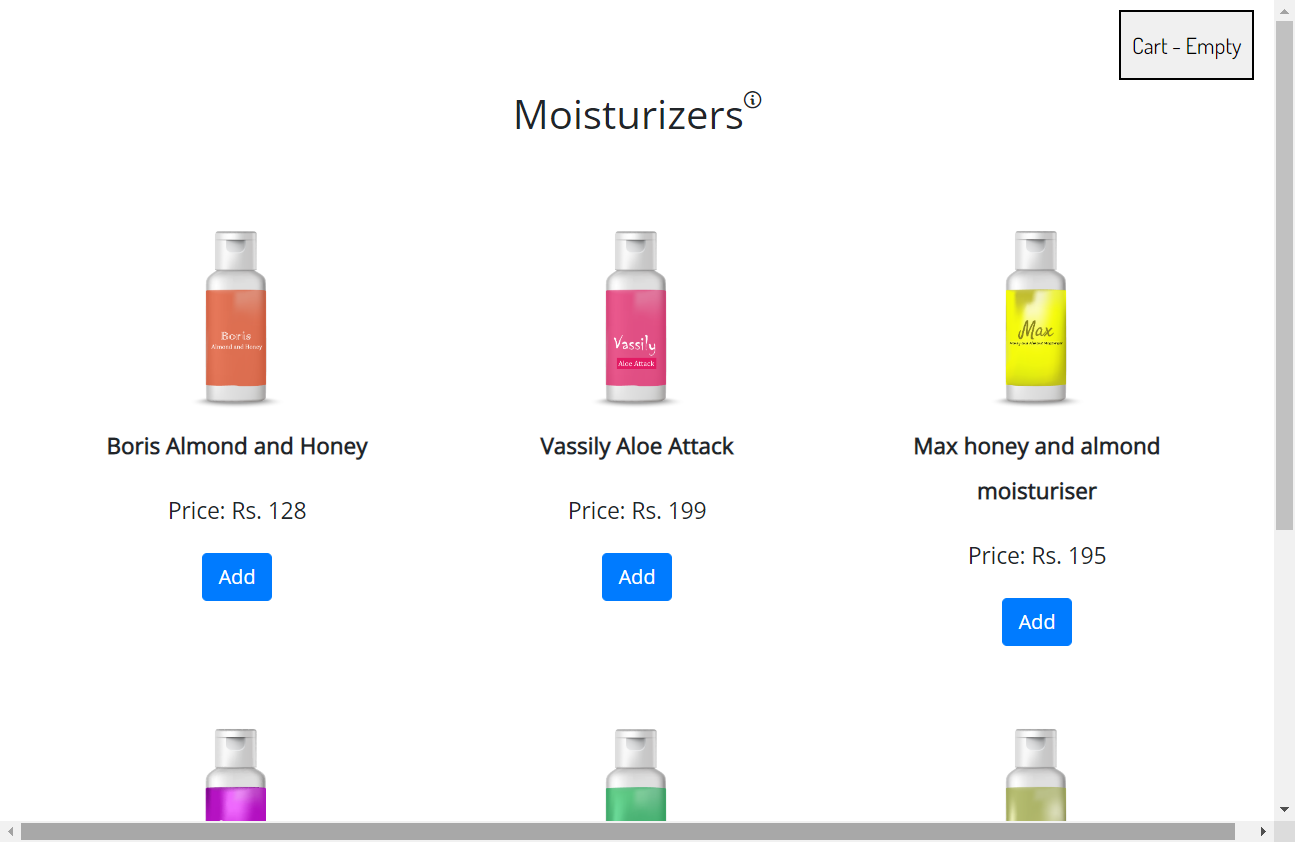 Cart - Empty
Moisturizers
Boris
Almond and Honey
Vassily
Aloe Attack
Max
Boris Almond and Honey
Vassily Aloe Attack
Max honey and almond
moisturiser
Price: Rs. 128
Price: Rs. 199
Price: Rs. 195
Add
Add
Add